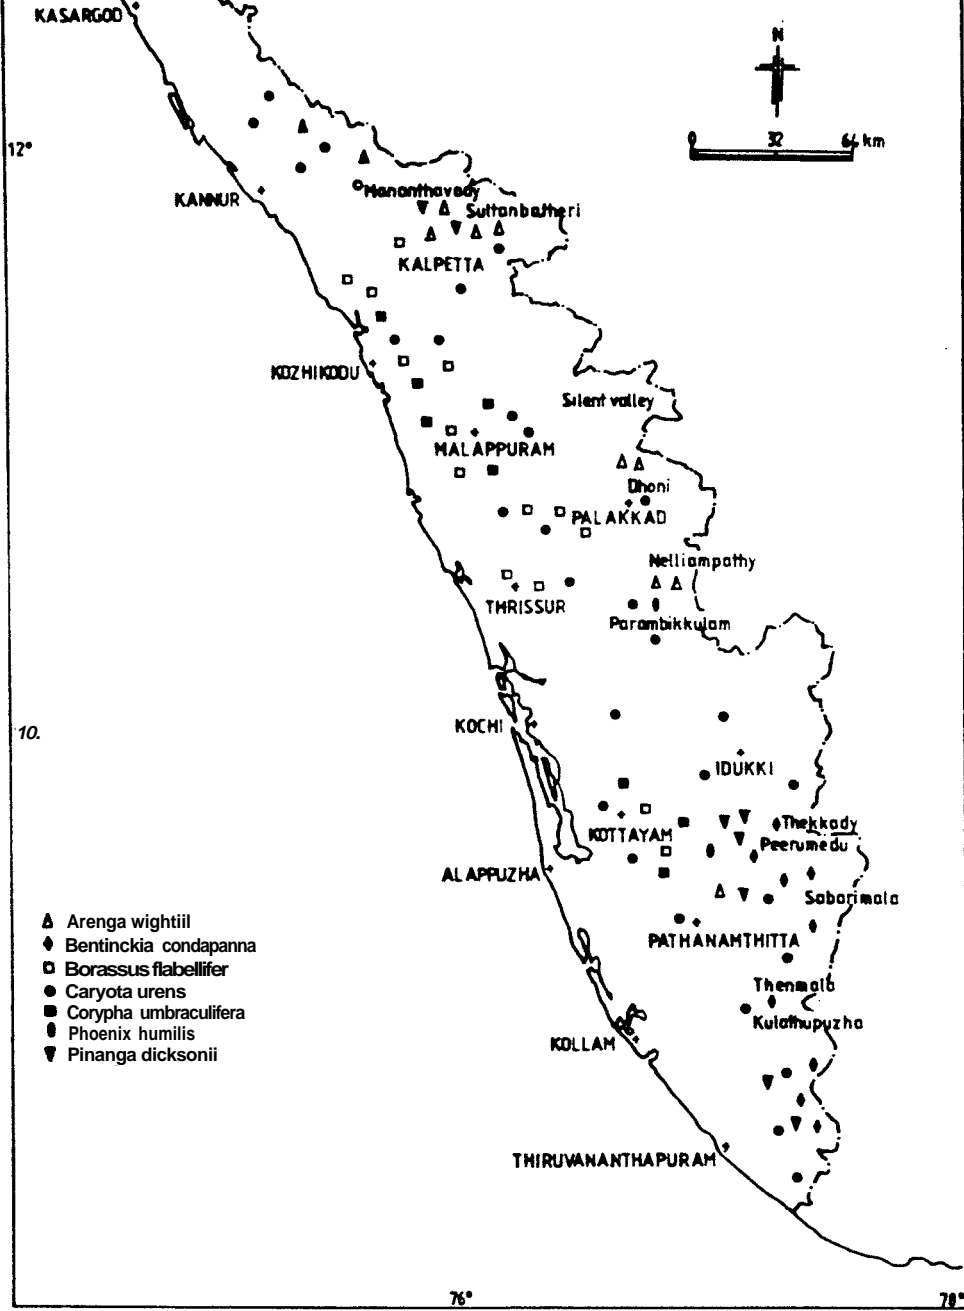 KASARGOD
N
0 32 64 km
12°
Mananthavady
KANNUR
Sultanbatheri
KALPETTA
KOZHIKODU
Silent valley
MALAPPURAM
Dhoni
PALAKKAD
Nelliampathy
THRISSUR
Parambikkulam
KOCHI
10.
IDUKKI
Thekkady
KOTTAYAM
Peerumedu
ALAPPUZHA
Sabarimala
Arenga wightiil
PATHANAMTHITTA
Bentinckia condapanna
Borassus flabellifer
Thenmala
Caryota urens
Corypha umbraculifera
Kulathupuzha
Phoenix humilis
KOLLAM
Pinanga dicksonii
THIRUVANANTHAPURAM
76°
78°